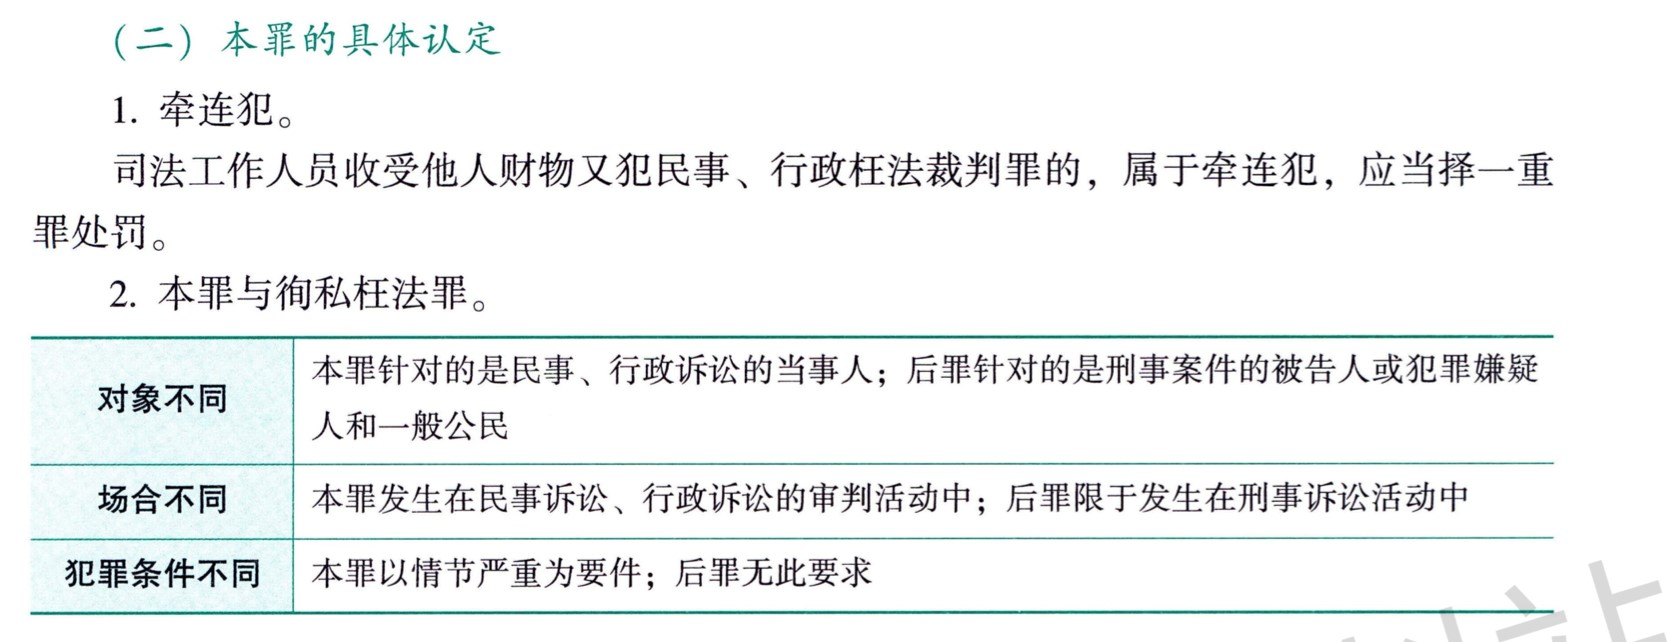 （二）本罪的具体认定
1. 牵连犯。
司法工作人员收受他人财物又犯民事、行政枉法裁判罪的，属于牵连犯，应当择一重
罪处罚。
2. 本罪与徇私枉法罪。
对象不同
本罪针对的是民事、行政诉讼的当事人；后罪针对的是刑事案件的被告人或犯罪嫌疑
人和一般公民
场合不同
本罪发生在民事诉讼、行政诉讼的审判活动中；后罪限于发生在刑事诉讼活动中
犯罪条件不同
本罪以情节严重为要件；后罪无此要求